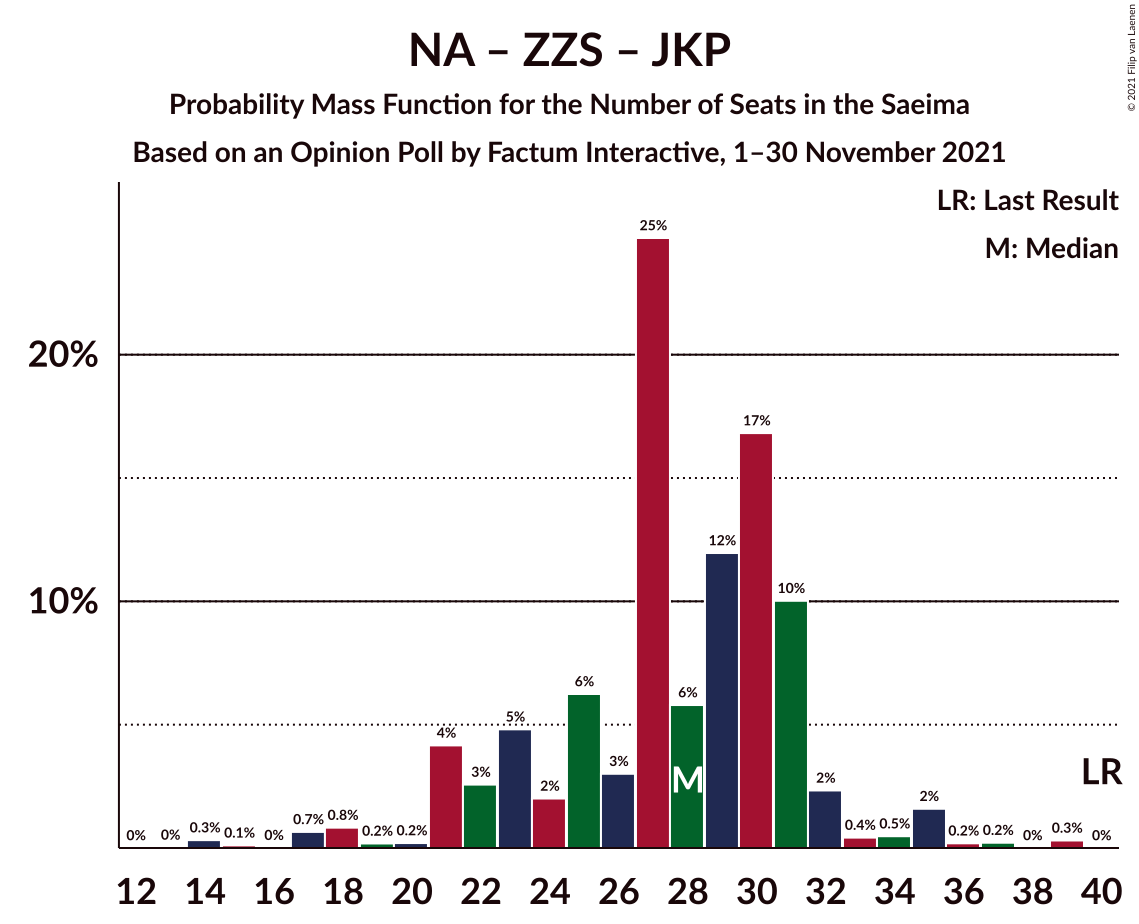 NA – ZZS – JKP
Probability Mass Function for the Number of Seats in the Saeima
Based on an Opinion Poll by Factum Interactive, 1–30 November 2021
© 2021 Filip van Laenen
LR: Last Result
M: Median
20%
10%
0% 0% 0.3% 0.1% 0% 0.7% 0.8% 0.2% 0.2% 4% 3% 5% 2% 6% 3% 25% 6% 12% 17% 10% 2% 0.4% 0.5% 2% 0.2% 0.2% 0% 0.3% 0%
M
LR
12 14 16 18 20 22 24 26 28 30 32 34 36 38 40